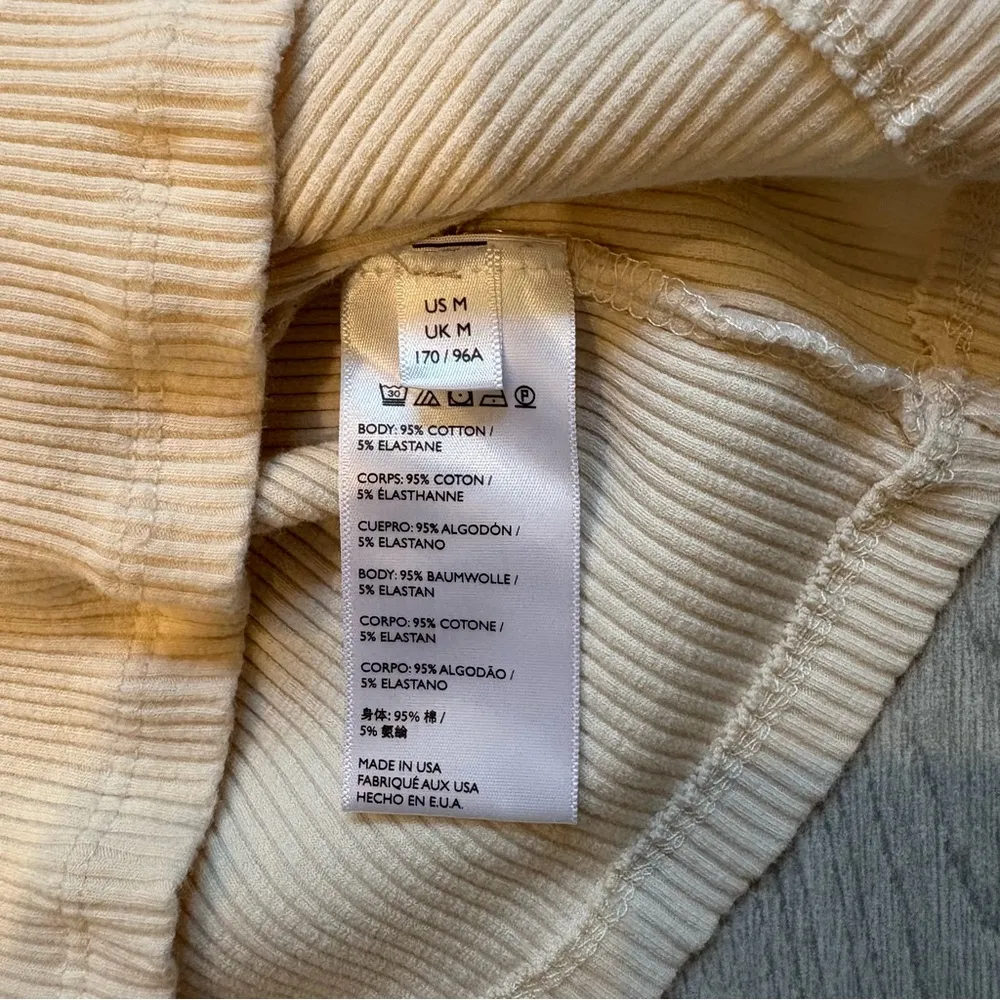 US M
UK M
170 / 96A
30 P
BODY: 95% COTTON /
5% ELASTANE
CORPS: 95% COTON /
5% ÉLASTHANNE
CUEPRO: 95% ALGODÓN /
5% ELASTANO
BODY: 95% BAUMWOLLE /
5% ELASTAN
CORPO: 95% COTONE /
5% ELASTAN
CORPO: 95% ALGODÃO /
5% ELASTANO
身体: 95% 棉 /
5% 氨綸
MADE IN USA
FABRIQUÉ AUX USA
HECHO EN E.U.A.